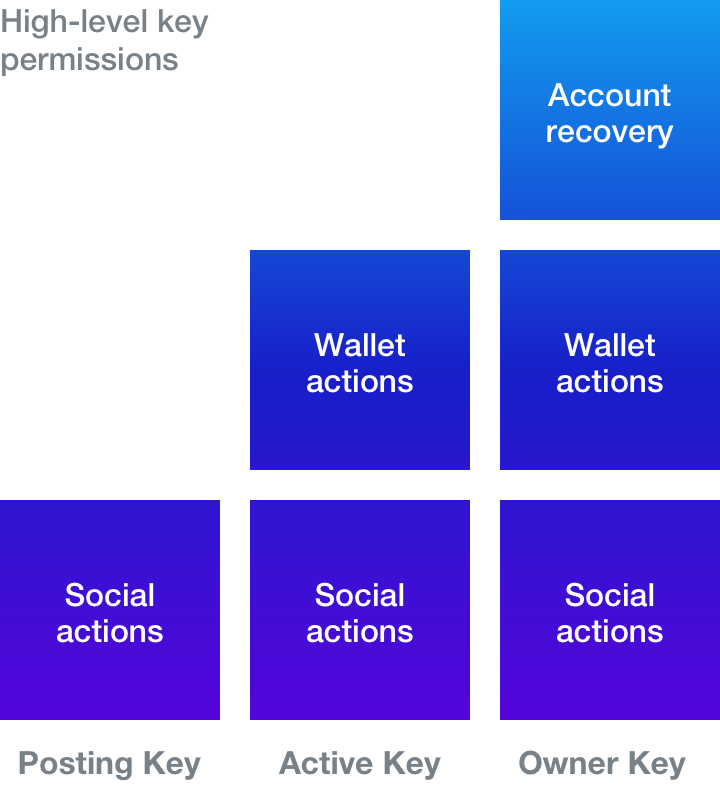 High-level key
permissions
Account
recovery
Wallet
actions
Wallet
actions
Social
actions
Social
actions
Social
actions
Posting Key
Active Key
Owner Key